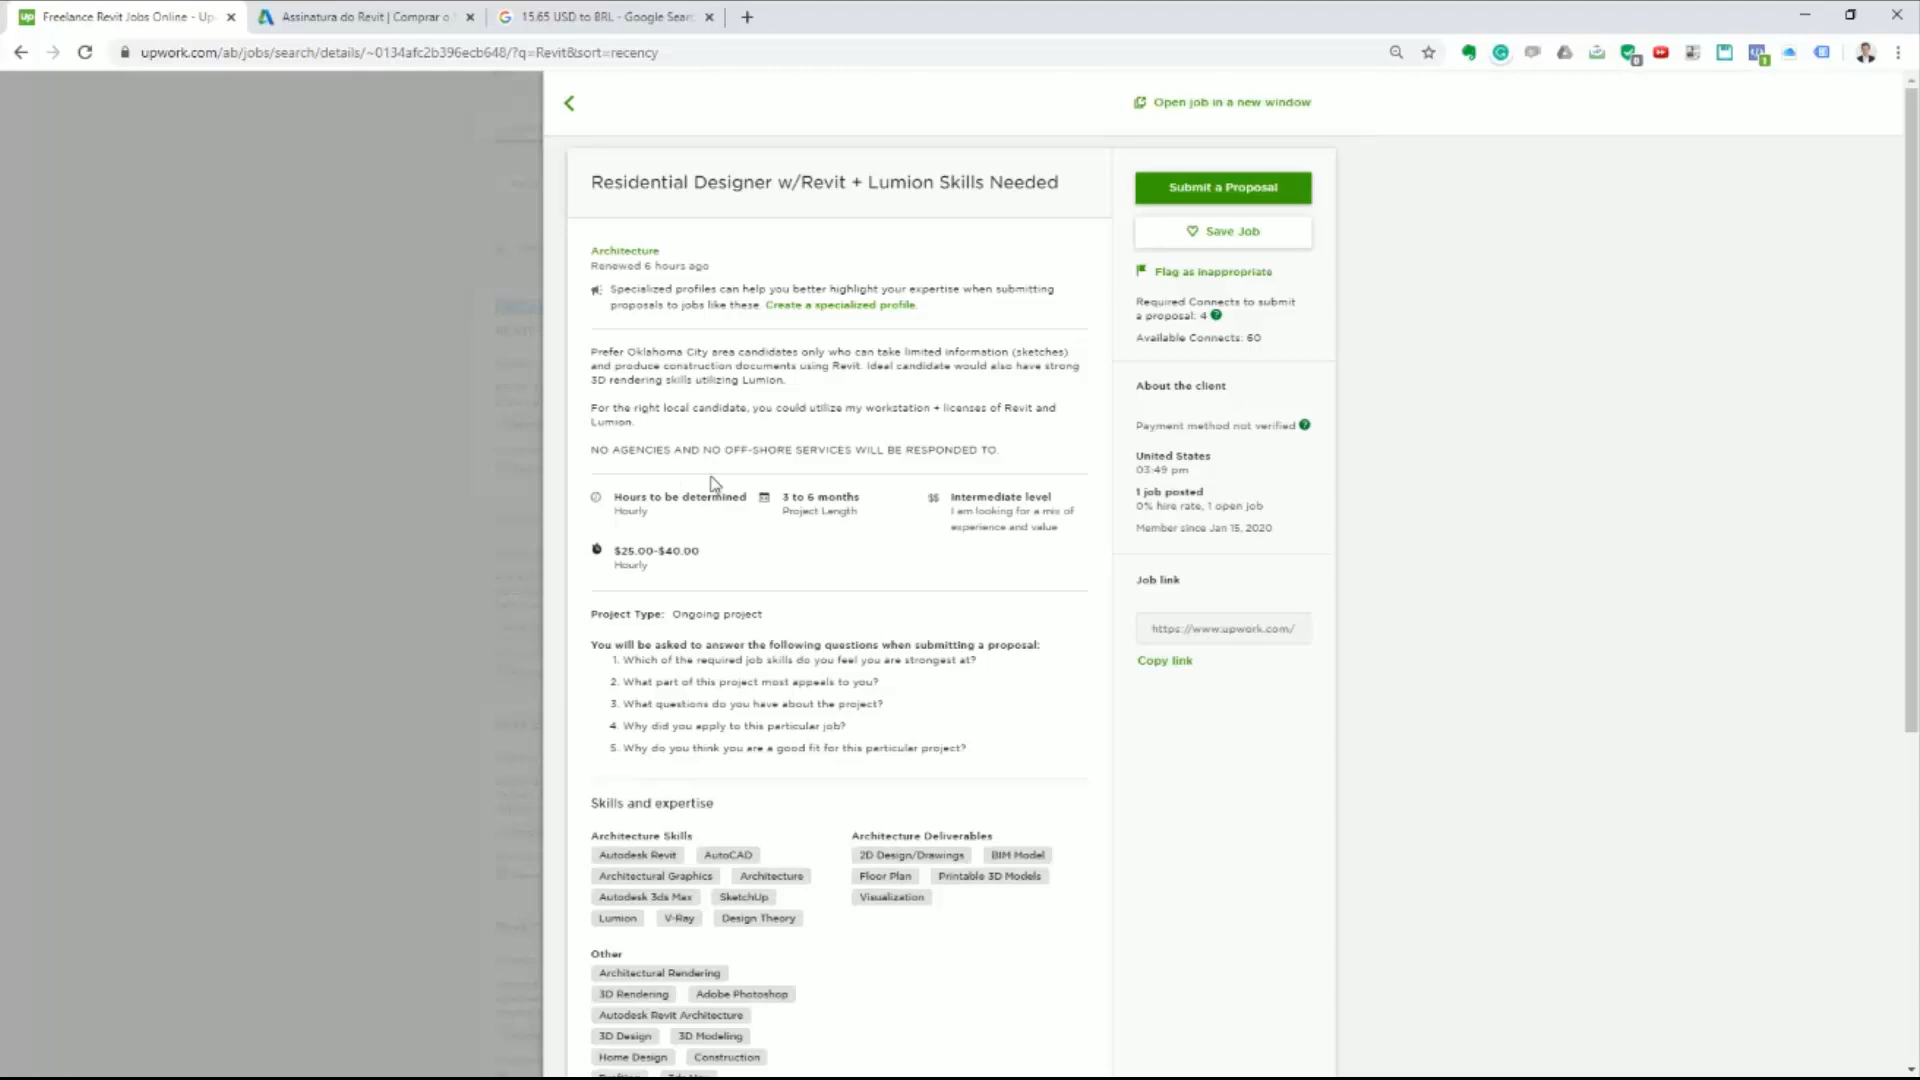 Freelance Revit Jobs Online - Up
Assinatura do Revit | Comprar o
15.65 USD to BRL - Google Sear
upwork.com/ab/jobs/search/details/~0134afc2b396ecb648/?q=Revit&sort=recency
Open job in a new window
Residential Designer w/Revit + Lumion Skills Needed
Architecture
Renewed 6 hours ago
Specialized profiles can help you better highlight your expertise when submitting
proposals to jobs like these. Create a specialized profile.
Prefer Oklahoma City area candidates only who can take limited information (sketches)
and produce construction documents using Revit. Ideal candidate would also have strong
3D rendering skills utilizing Lumion.
For the right local candidate, you could utilize my workstation + licenses of Revit and
Lumion.
NO AGENCIES AND NO OFF-SHORE SERVICES WILL BE RESPONDED TO.
Hours to be determined
Hourly
3 to 6 months
Project Length
$$ Intermediate level
I am looking for a mix of
experience and value
$25.00-$40.00
Hourly
Project Type: Ongoing project
You will be asked to answer the following questions when submitting a proposal:
1. Which of the required job skills do you feel you are strongest at?
2. What part of this project most appeals to you?
3. What questions do you have about the project?
4. Why did you apply to this particular job?
5. Why do you think you are a good fit for this particular project?
Skills and expertise
Architecture Skills
Autodesk Revit AutoCAD
Architectural Graphics Architecture
Autodesk 3ds Max SketchUp
Lumion V-Ray Design Theory
Architecture Deliverables
2D Design/Drawings BIM Model
Floor Plan Printable 3D Models
Visualization
Other
Architectural Rendering
3D Rendering Adobe Photoshop
Autodesk Revit Architecture
3D Design 3D Modeling
Home Design Construction
Submit a Proposal
Save Job
Flag as inappropriate
Required Connects to submit
a proposal: 4
Available Connects: 60
About the client
Payment method not verified
United States
03:49 pm
1 job posted
0% hire rate, 1 open job
Member since Jan 15, 2020
Job link
https://www.upwork.com/
Copy link